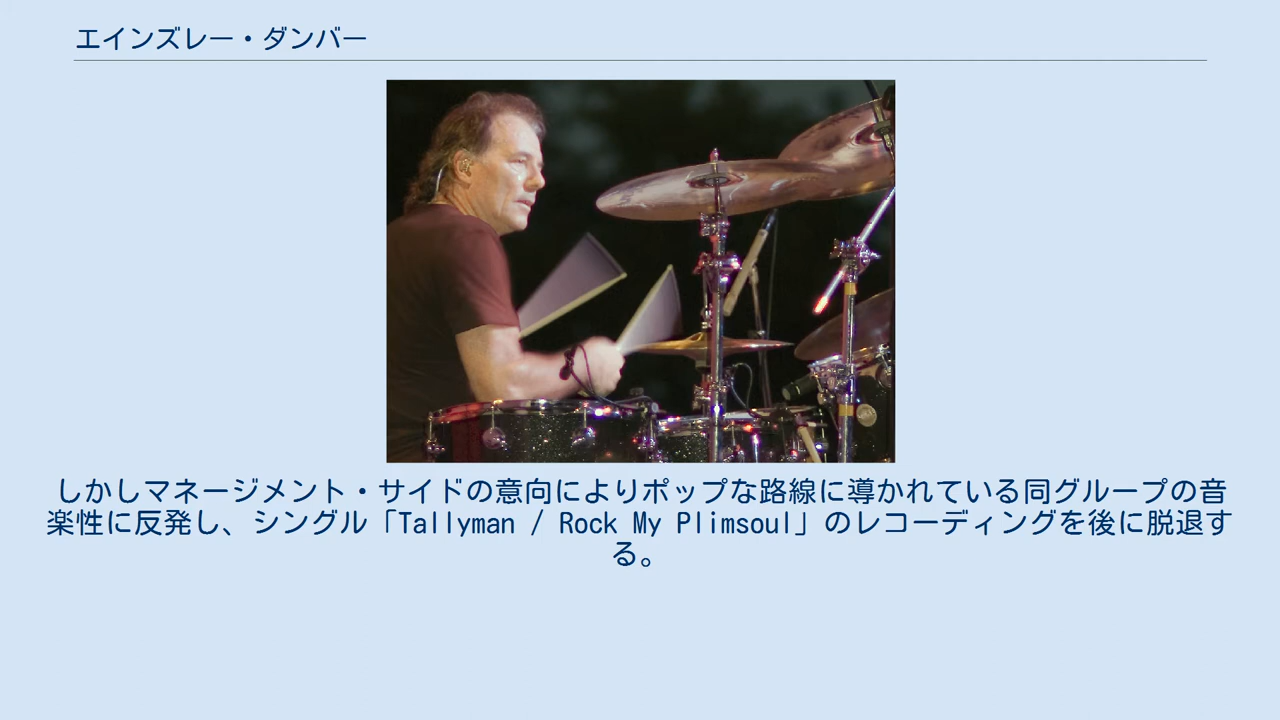 エインズレー・ダンバー
しかしマネージメント・サイドの意向によりポップな路線に導かれている同グループの音
楽性に反発し、シングル「Tallyman / Rock My Plimsoul」のレコーディングを後に脱退す
る。